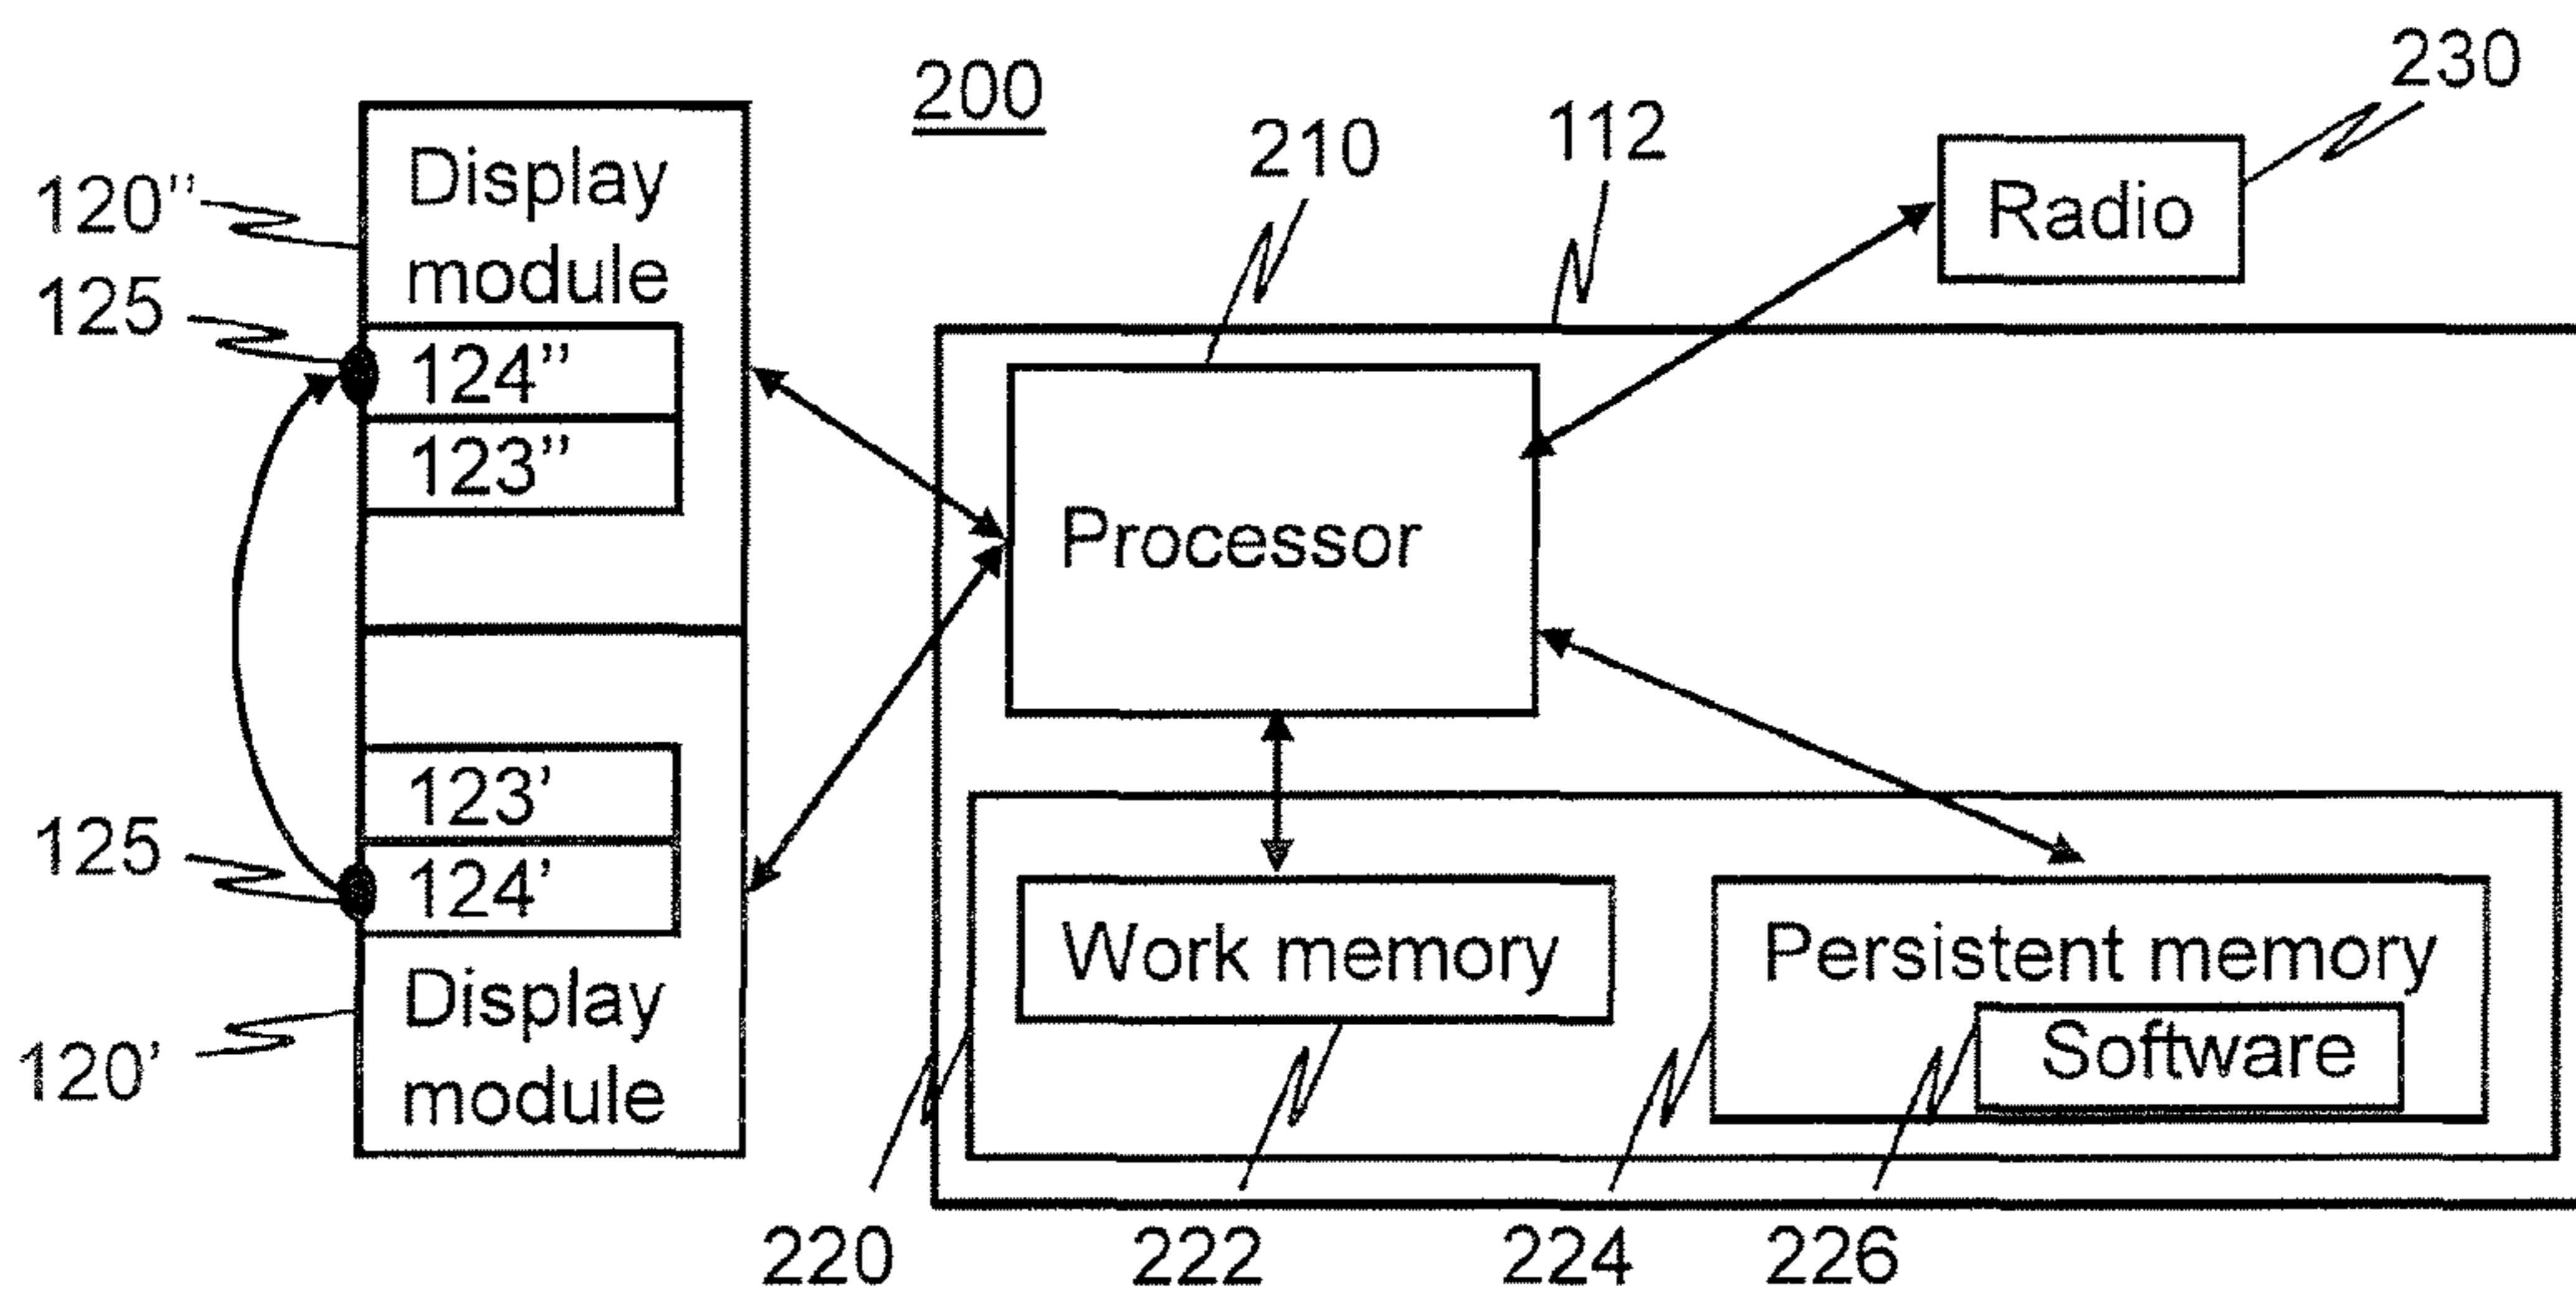 200
230
112
210
Radio
120"
Display
module
125
124”
123”
Processor
123’
125
124’
Work memory
Persistent memory
Software
Display
module
120’
220
222
224
226